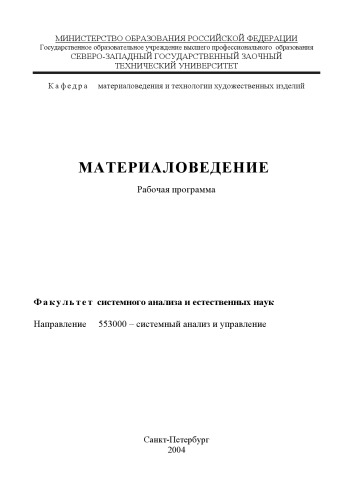 МИНИСТЕРСТВО ОБРАЗОВАНИЯ РОССИЙСКОЙ ФЕДЕРАЦИИ
Государственное образовательное учреждение высшего профессионального образования
СЕВЕРО-ЗАПАДНЫЙ ГОСУДАРСТВЕННЫЙ ЗАОЧНЫЙ
ТЕХНИЧЕСКИЙ УНИВЕРСИТЕТ
Кафедра материаловедения и технологии художественных изделий
МАТЕРИАЛОВЕДЕНИЕ
Рабочая программа
Факультет системного анализа и естественных наук
Направление 553000 – системный анализ и управление
Санкт-Петербург
2004